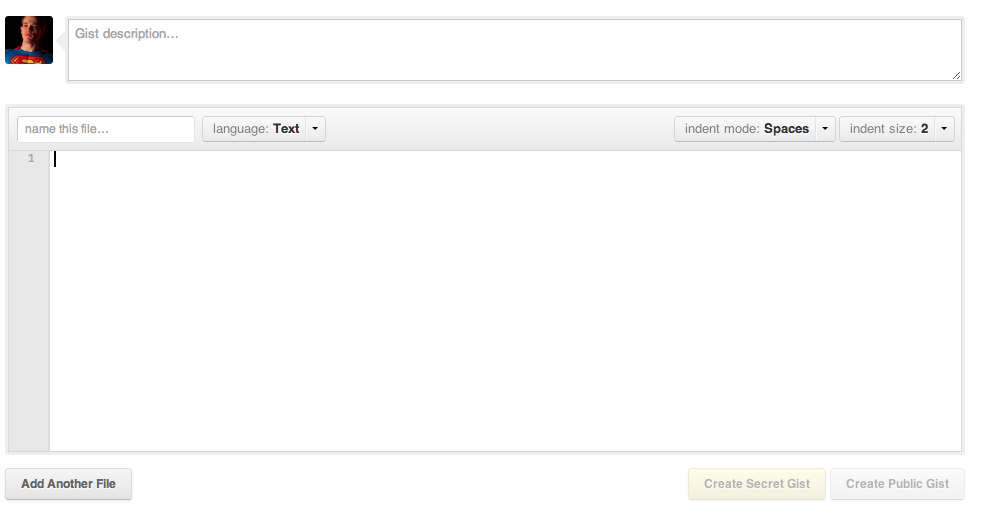 Gist description...
name this file...
language: Text
indent mode: Spaces
indent size: 2
1
Add Another File
Create Secret Gist
Create Public Gist